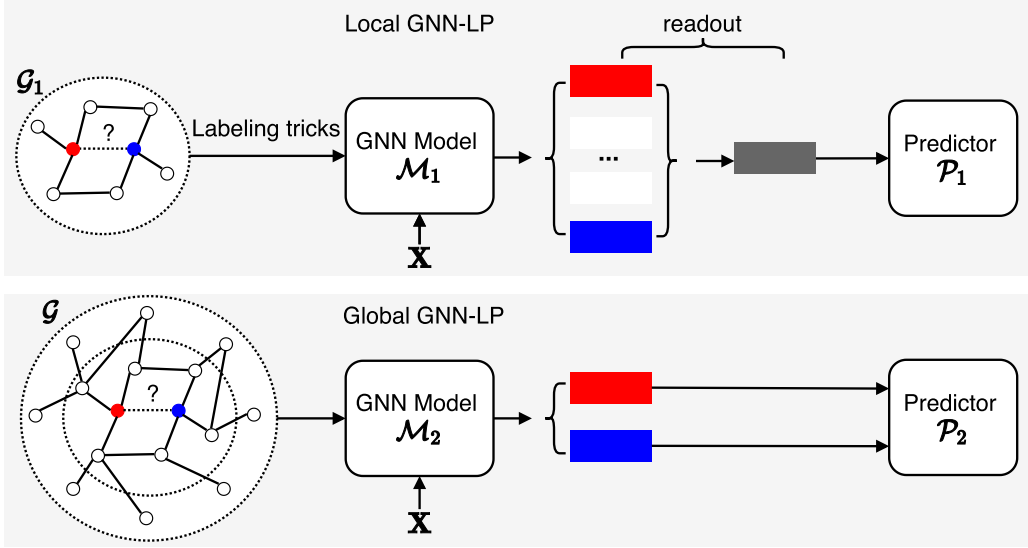 Local GNN-LP
readout
𝒢₁
?
Labeling tricks
GNN Model
ℳ₁
...
Predictor
𝒫₁
X
𝒢
Global GNN-LP
?
GNN Model
ℳ₂
Predictor
𝒫₂
X